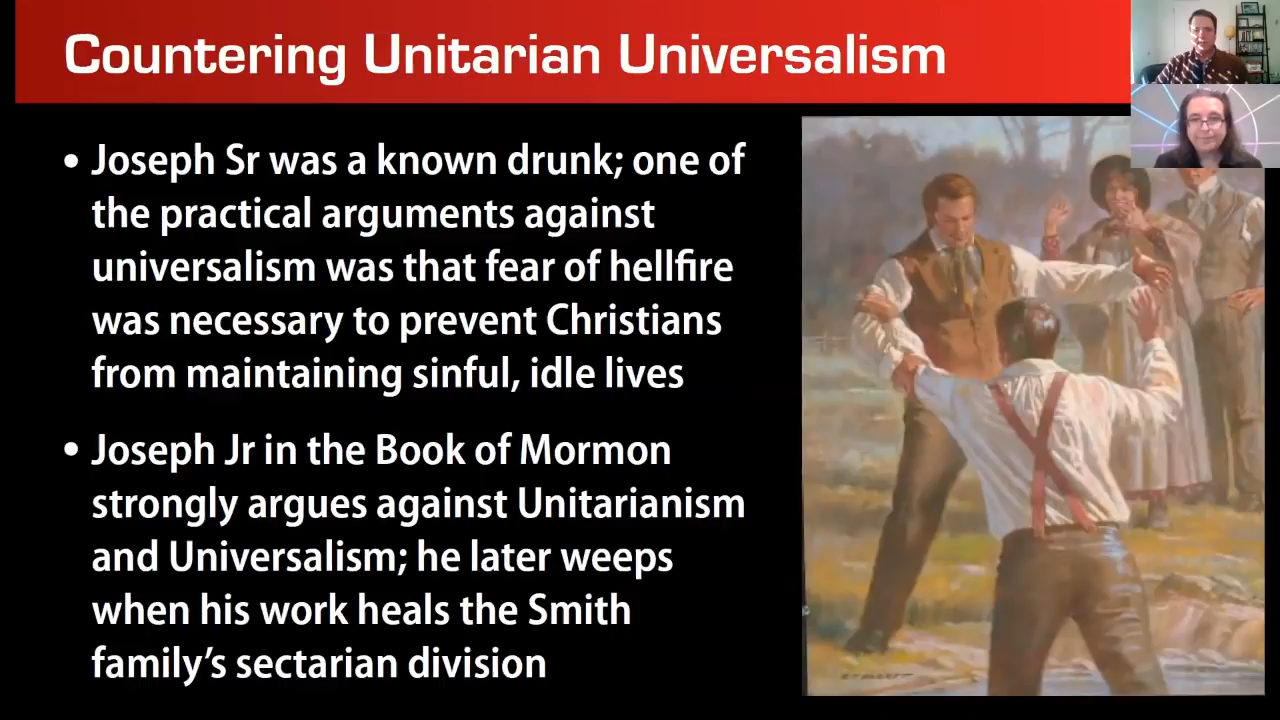 Countering Unitarian Universalism
• Joseph Sr was a known drunk; one of
the practical arguments against
universalism was that fear of hellfire
was necessary to prevent Christians
from maintaining sinful, idle lives
• Joseph Jr in the Book of Mormon
strongly argues against Unitarianism
and Universalism; he later weeps
when his work heals the Smith
family’s sectarian division